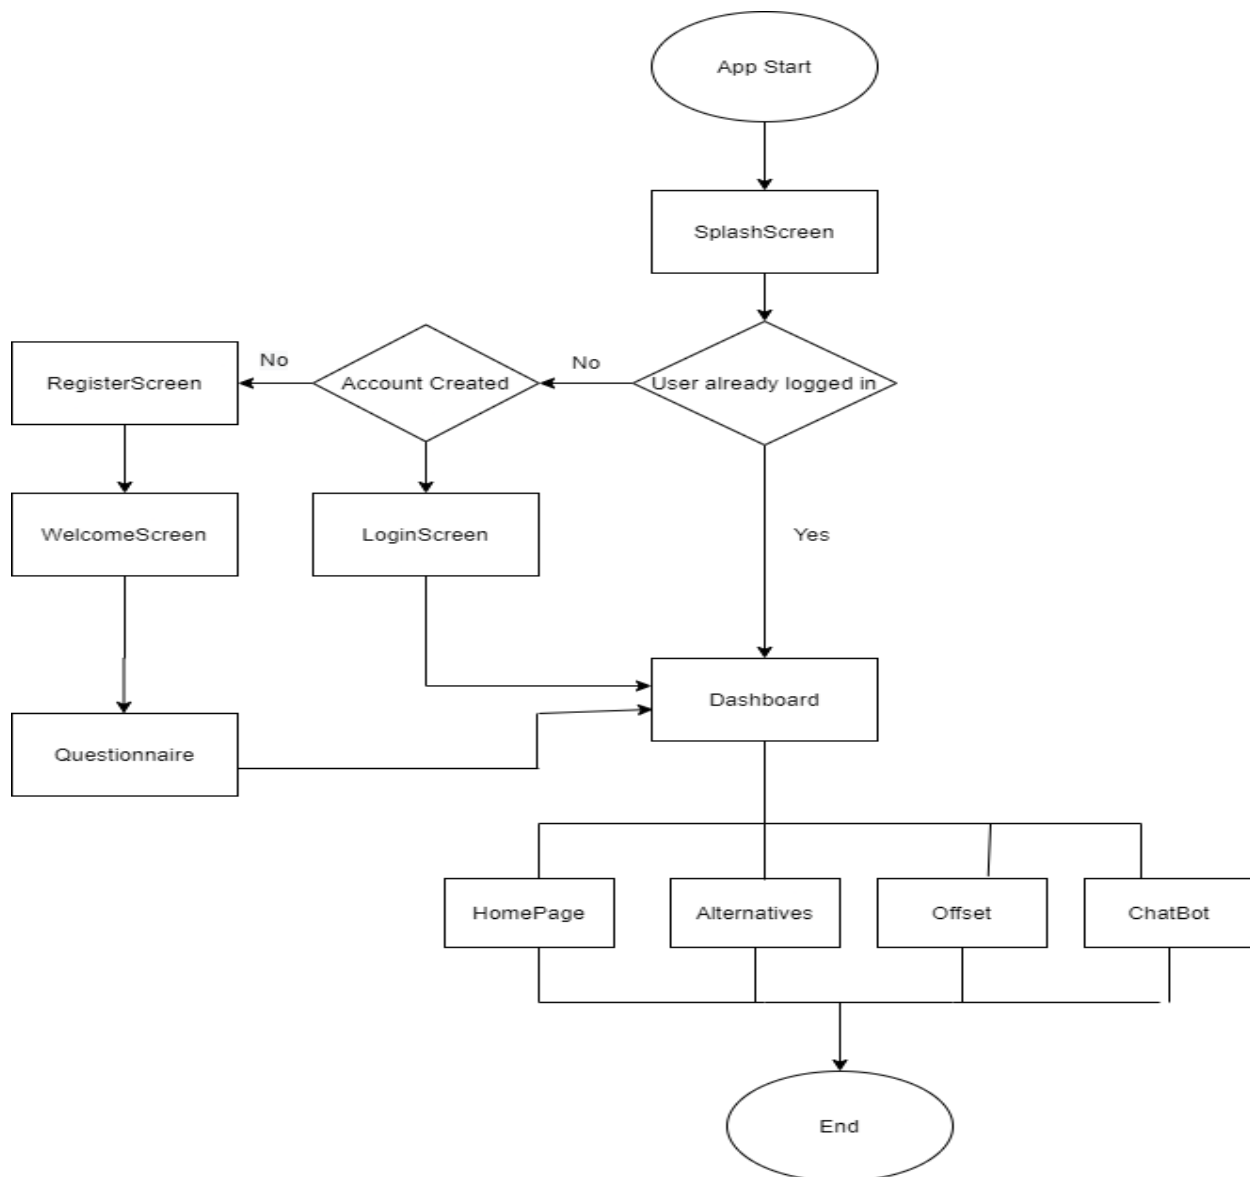 App Start
SplashScreen
User already logged in
No
Account Created
No
RegisterScreen
WelcomeScreen
LoginScreen
Yes
Questionnaire
Dashboard
HomePage
Alternatives
Offset
ChatBot
End